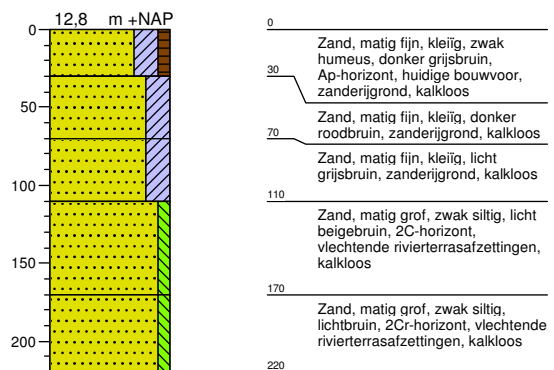 12,8 m +NAP
0
50
100
150
200
0
Zand, matig fijn, kleiïg, zwak
humeus, donker grijsbruin,
Ap-horizont, huidige bouwvoor,
zanderijgrond, kalkloos
30
Zand, matig fijn, kleiïg, donker
roodbruin, zanderijgrond, kalkloos
70
Zand, matig fijn, kleiïg, licht
grijsbruin, zanderijgrond, kalkloos
110
Zand, matig grof, zwak siltig, licht
beigebruin, 2C-horizont,
vlechtende rivierterrasafzettingen,
kalkloos
170
Zand, matig grof, zwak siltig,
lichtbruin, 2Cr-horizont, vlechtende
rivierterrasafzettingen, kalkloos
220